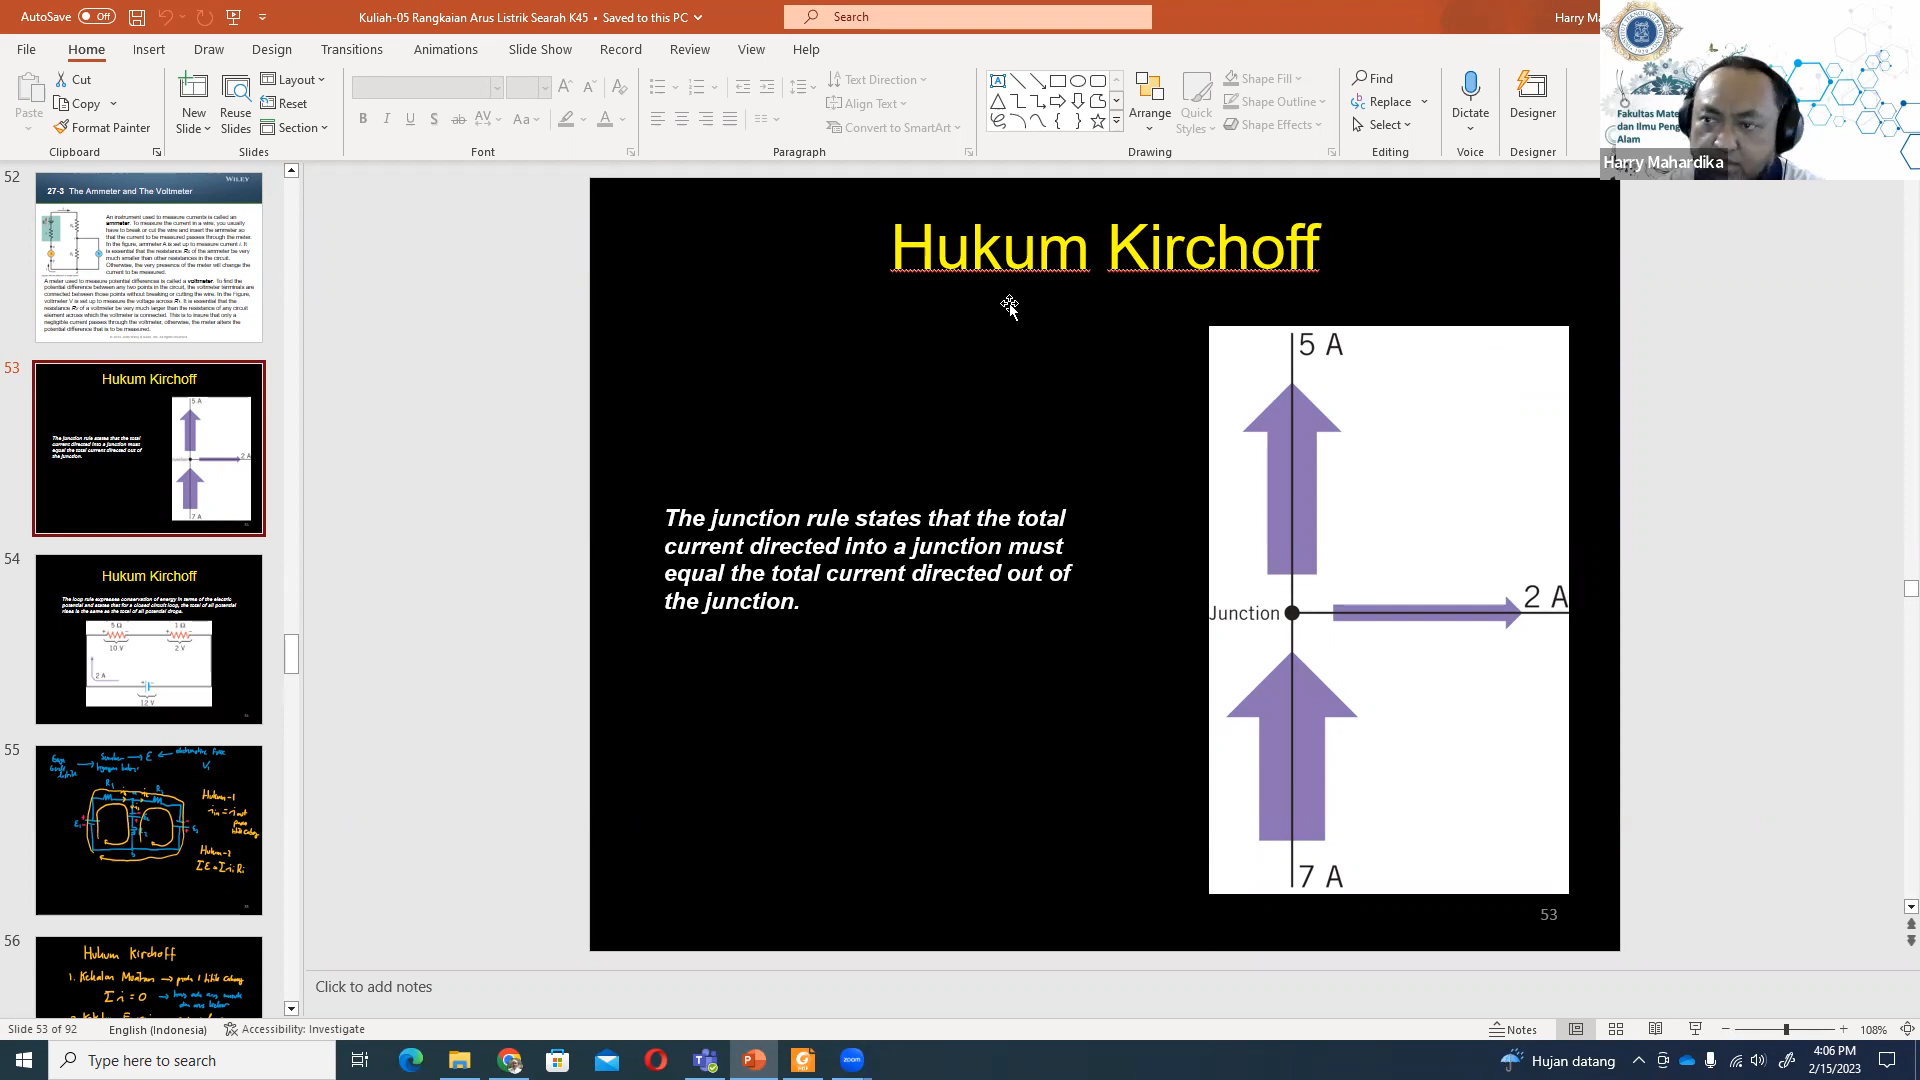 AutoSave Off
Kuliah-05 Rangkaian Arus Listrik Searah K45 • Saved to this PC
Search
Harry Ma
File Home Insert Draw Design Transitions Animations Slide Show Record Review View Help
Paste
Cut
Copy
Format Painter
Clipboard
New Slide
Reuse Slides
Layout
Reset
Section
Slides
Font
Text Direction
Align Text
Convert to SmartArt
Paragraph
Arrange
Quick Styles
Shape Fill
Shape Outline
Shape Effects
Drawing
Find
Replace
Select
Editing
Dictate
Voice
Designer
Designer
Fakultas Mate
dan Ilmu Peng
Alam
Harry Mahardika
52
WILEY
27-3 The Ammeter and The Voltmeter
An instrument used to measure currents is called an
ammeter. To measure the current in a wire, you usually
have to break or cut the wire and insert the ammeter so
that the current to be measured passes through the meter.
In the figure, ammeter A is set up to measure current i. It
is essential that the resistance RA of the ammeter be very
much smaller than other resistances in the circuit.
Otherwise, the very presence of the meter will change the
current to be measured.
A meter used to measure potential differences is called a voltmeter. To find the
potential difference between any two points in the circuit, the voltmeter terminals are
connected between those points without breaking or cutting the wire. In the Figure,
voltmeter V is set up to measure the voltage across R1. It is essential that the
resistance RV of a voltmeter be very much larger than the resistance of any circuit
element across which the voltmeter is connected. This is to insure that only a
negligible current passes through the voltmeter, otherwise, the meter alters the
potential difference that is to be measured.
53
Hukum Kirchoff
The junction rule states that the total
current directed into a junction must
equal the total current directed out of
the junction.
5 A
2 A
7 A
54
Hukum Kirchoff
The loop rule expresses conservation of energy in terms of the electric
potential and states that for a closed circuit loop, the total of all potential
rises is the same as the total of all potential drops.
5 Ω
1 Ω
10 V
2 V
2 A
12 V
55
Hukum-1
Hukum-2
ΣE = Σ i Ri
56
Hukum Kirchoff
Σ i = 0
Hukum Kirchoff
The junction rule states that the total
current directed into a junction must
equal the total current directed out of
the junction.
5 A
2 A
Junction
7 A
53
Click to add notes
Slide 53 of 92
English (Indonesia)
Accessibility: Investigate
Notes
108%
Type here to search
zoom
Hujan datang
4:06 PM
2/15/2023